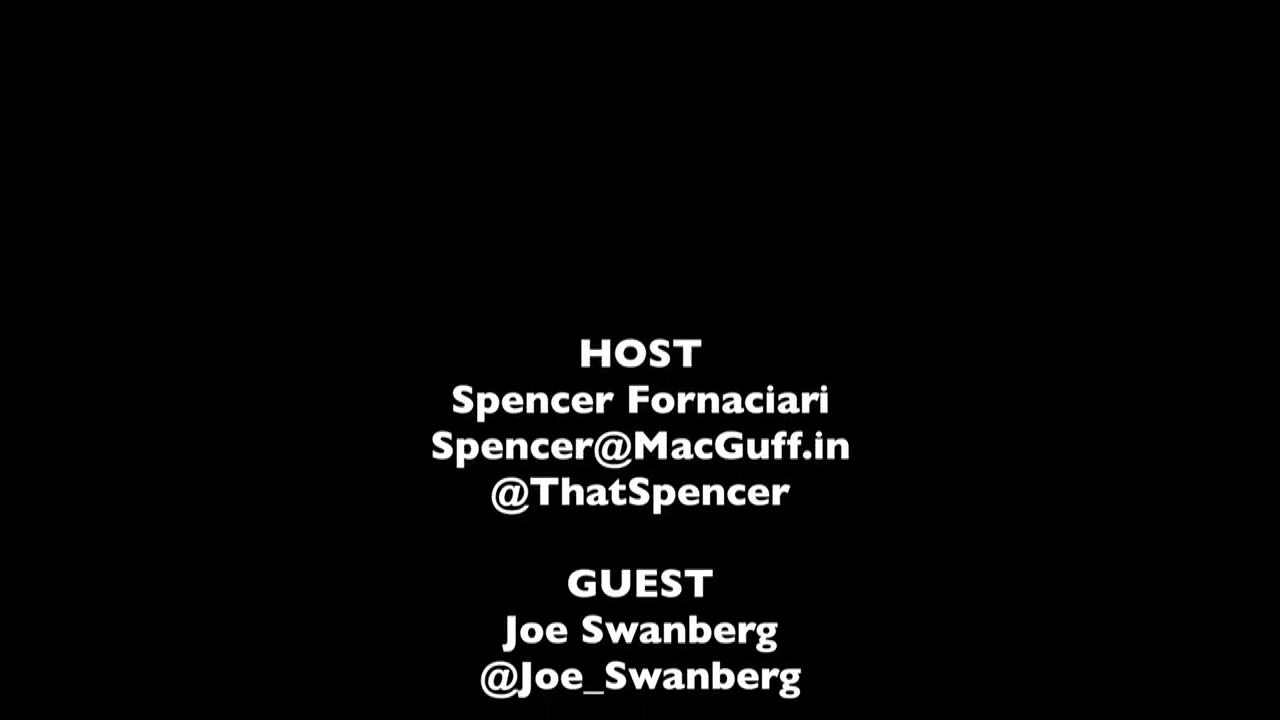 HOST
Spencer Fornaciari
Spencer@MacGuff.in
@ThatSpencer
GUEST
Joe Swanberg
@Joe_Swanberg